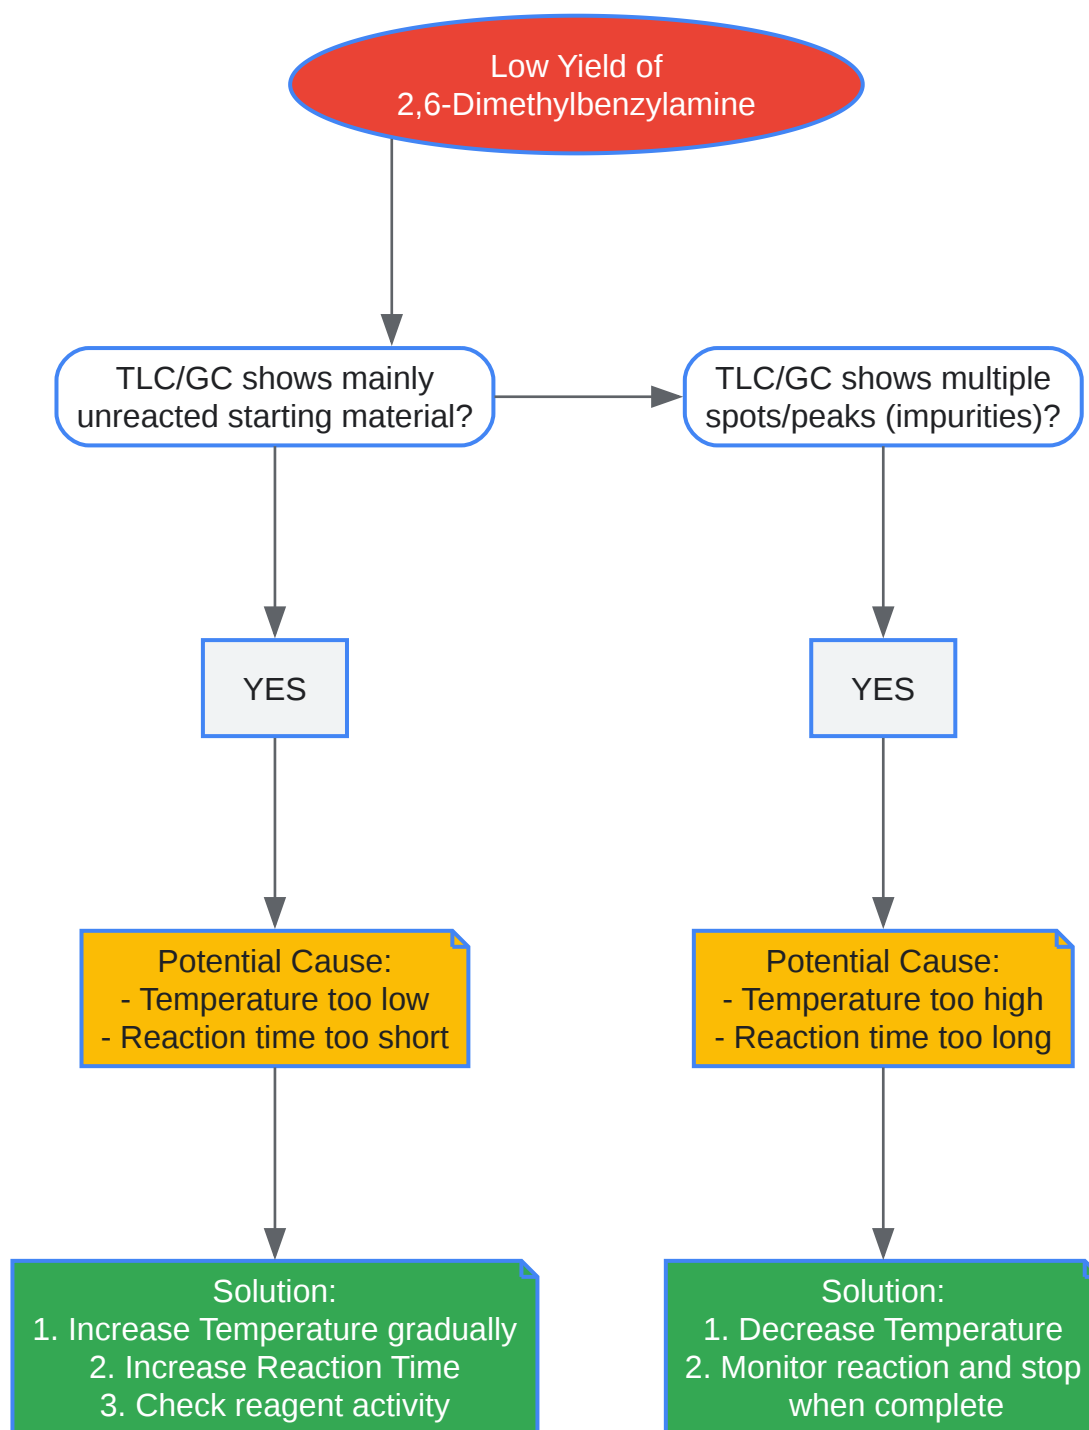 Low Yield of
2,6-Dimethylbenzylamine
TLC/GC shows mainly
unreacted starting material?
TLC/GC shows multiple
spots/peaks (impurities)?
YES
YES
Potential Cause:
- Temperature too low
- Reaction time too short
Potential Cause:
- Temperature too high
- Reaction time too long
Solution:
1. Increase Temperature gradually
2. Increase Reaction Time
3. Check reagent activity
Solution:
1. Decrease Temperature
2. Monitor reaction and stop
when complete